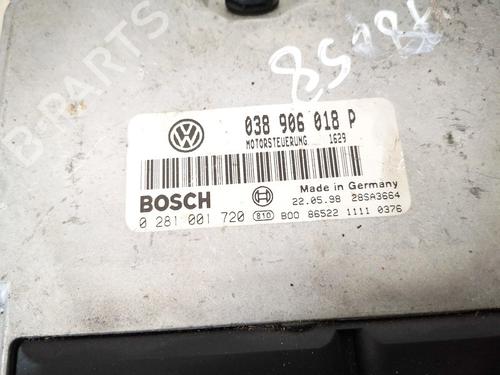 038 906 018 P
MOTORSTEUERUNG 1629
BOSCH
Made in Germany
22.05.98 28SA3664
0 281 001 720 810 B00 86522 1111 0376
B-PARTS